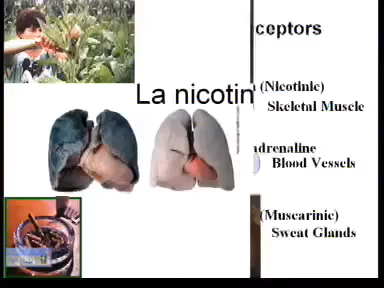 ceptors
(Nicotinic)
La nicotin
Skeletal Muscle
adrenaline
Blood Vessels
(Muscarinic)
Sweat Glands